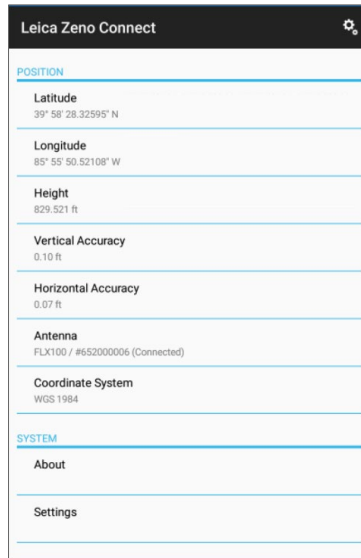 Leica Zeno Connect
POSITION
Latitude
39° 58' 28.32595" N
Longitude
85° 55' 50.52108" W
Height
829.521 ft
Vertical Accuracy
0.10 ft
Horizontal Accuracy
0.07 ft
Antenna
FLX100 / #652000006 (Connected)
Coordinate System
WGS 1984
SYSTEM
About
Settings